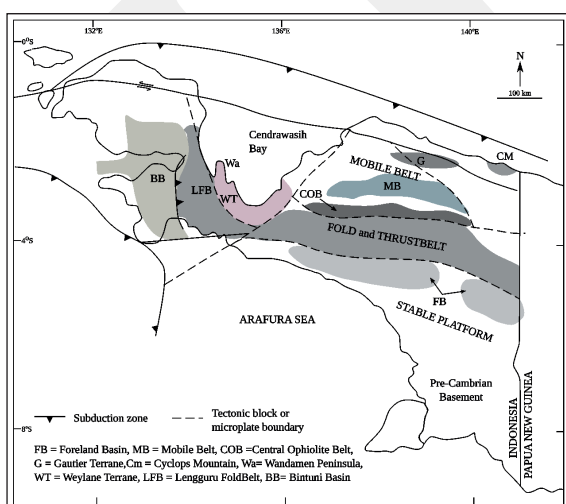 132°E
136°E
140°E
0°S
N
100 km
Cendrawasih
Bay
G
CM
MOBILE BELT
Wa
BB
LFB
WT
MB
COB
4°S
FOLD and THRUSTBELT
FB
ARAFURA SEA
STABLE PLATFORM
Pre-Cambrian
Basement
INDONESIA
PAPUA NEW GUINEA
Subduction zone
Tectonic block or
microplate boundary
8°S
FB = Foreland Basin, MB = Mobile Belt, COB =Central Ophiolite Belt,
G = Gautier Terrane,Cm = Cyclops Mountain, Wa= Wandamen Peninsula,
WT = Weylane Terrane, LFB = Lengguru FoldBelt, BB= Bintuni Basin